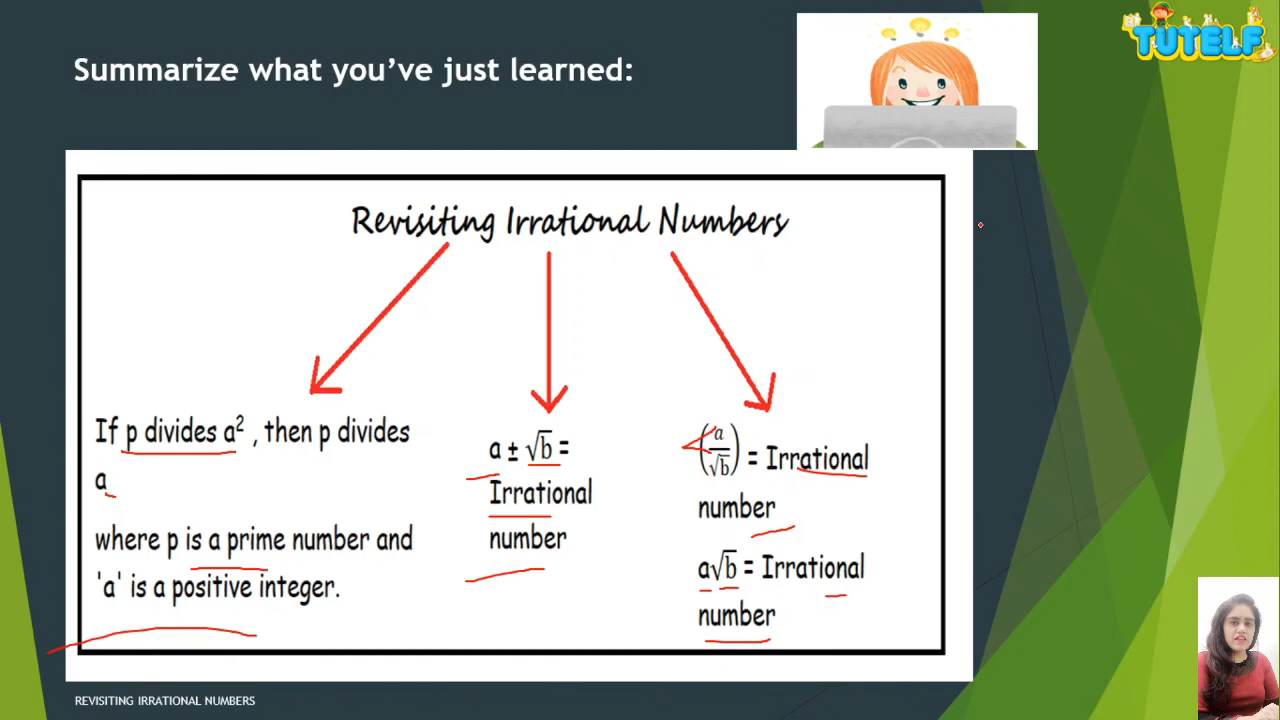 Summarize what you’ve just learned:
TUTELF
Revisiting Irrational Numbers
If p divides a² , then p divides
a
where p is a prime number and
'a' is a positive integer.
a ± √b =
Irrational
number
(a/√b) = Irrational
number
a√b = Irrational
number
REVISITING IRRATIONAL NUMBERS